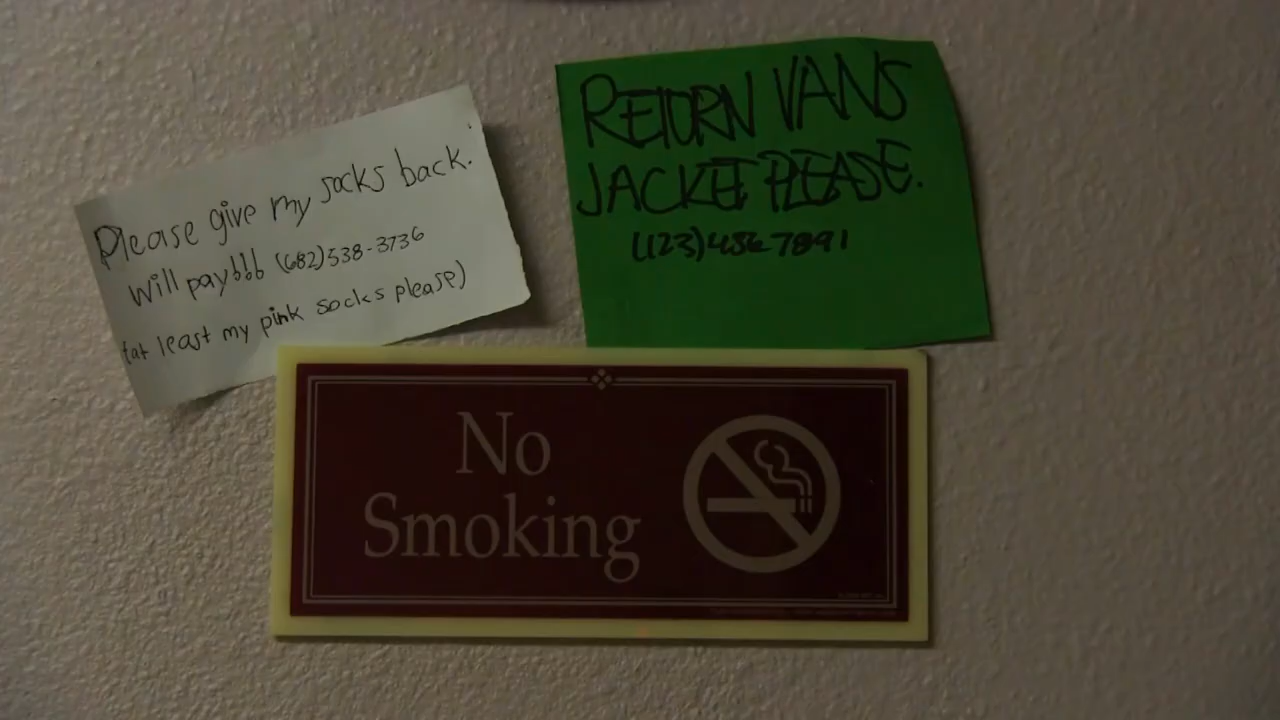 Please give my socks back.
will pay!!! (682)538-3736
(at least my pink socks please)
RETURN VANS
JACKET PLEASE.
((123)456 7891
No
Smoking